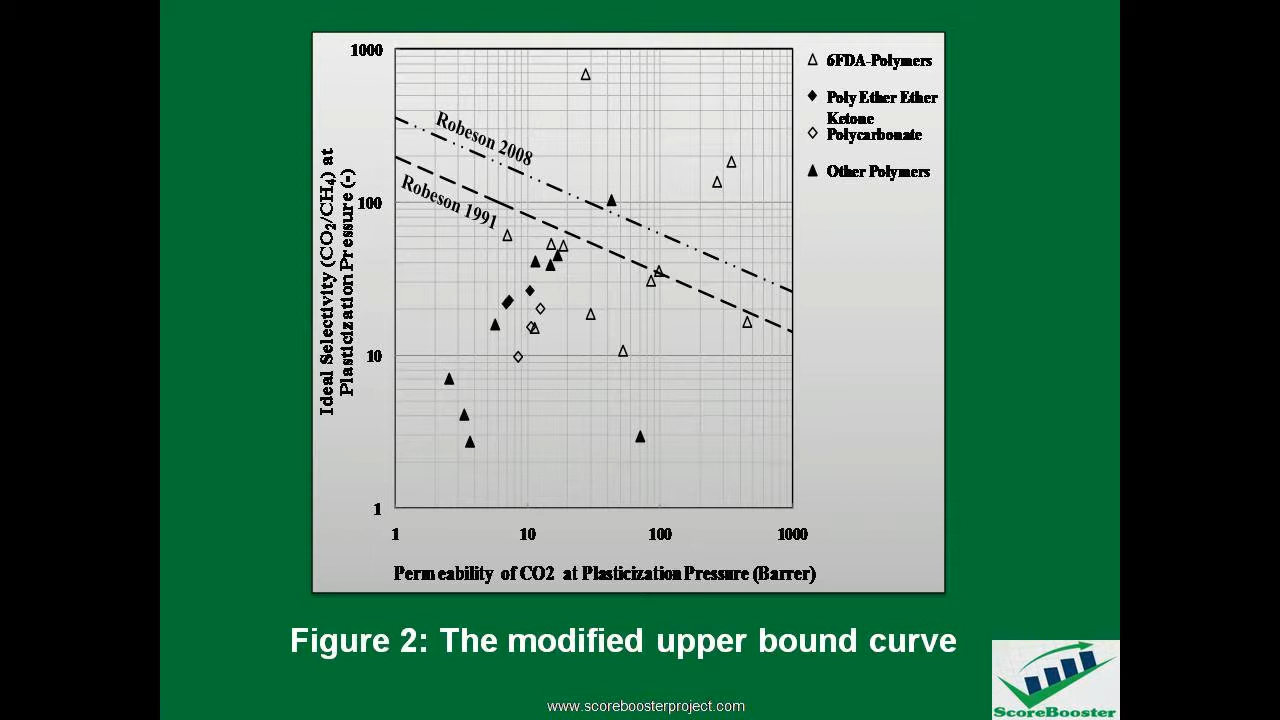 1000
100
10
1
Ideal Selectivity (CO2/CH4) at
Plasticization Pressure (-)
Robeson 2008
Robeson 1991
1 10 100 1000
Permeability of CO2 at Plasticization Pressure (Barrer)
6FDA-Polymers
Poly Ether Ether
Ketone
Polycarbonate
Other Polymers
Figure 2: The modified upper bound curve
www.scoreboosterproject.com
ScoreBooster